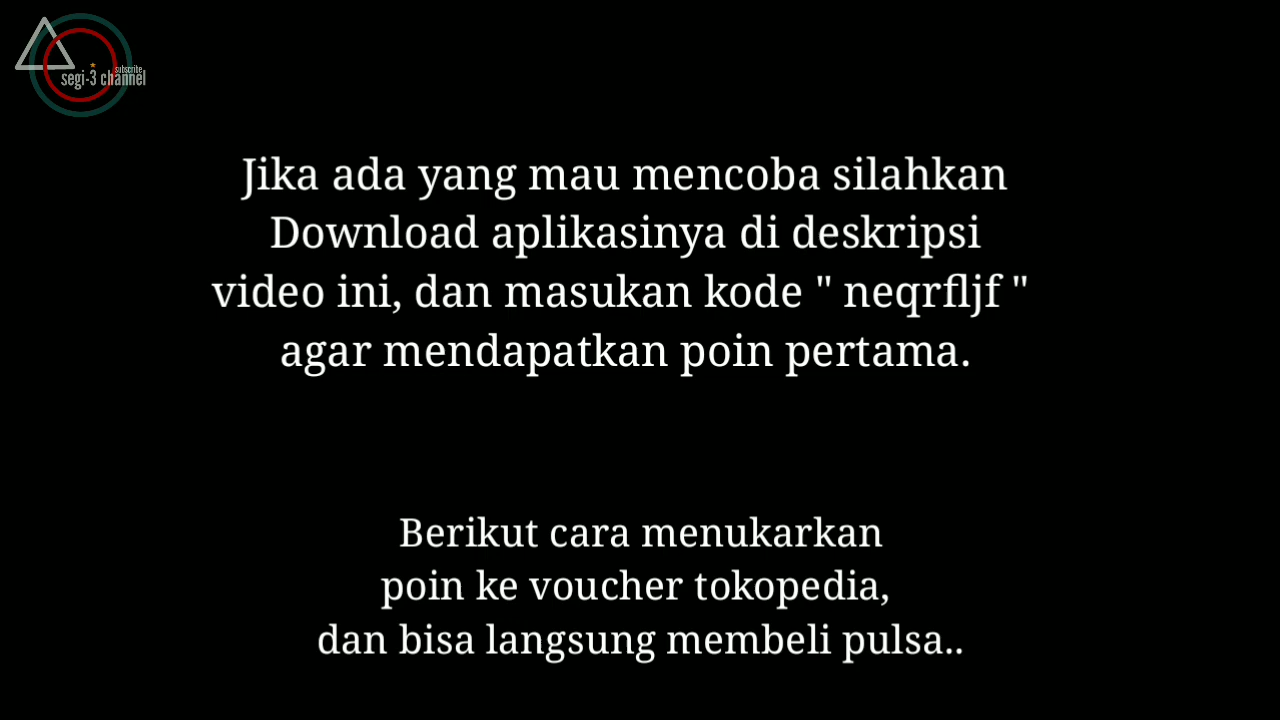 subscribe
segi-3 channel
Jika ada yang mau mencoba silahkan
Download aplikasinya di deskripsi
video ini, dan masukan kode " neqrfljf "
agar mendapatkan poin pertama.
Berikut cara menukarkan
poin ke voucher tokopedia,
dan bisa langsung membeli pulsa..